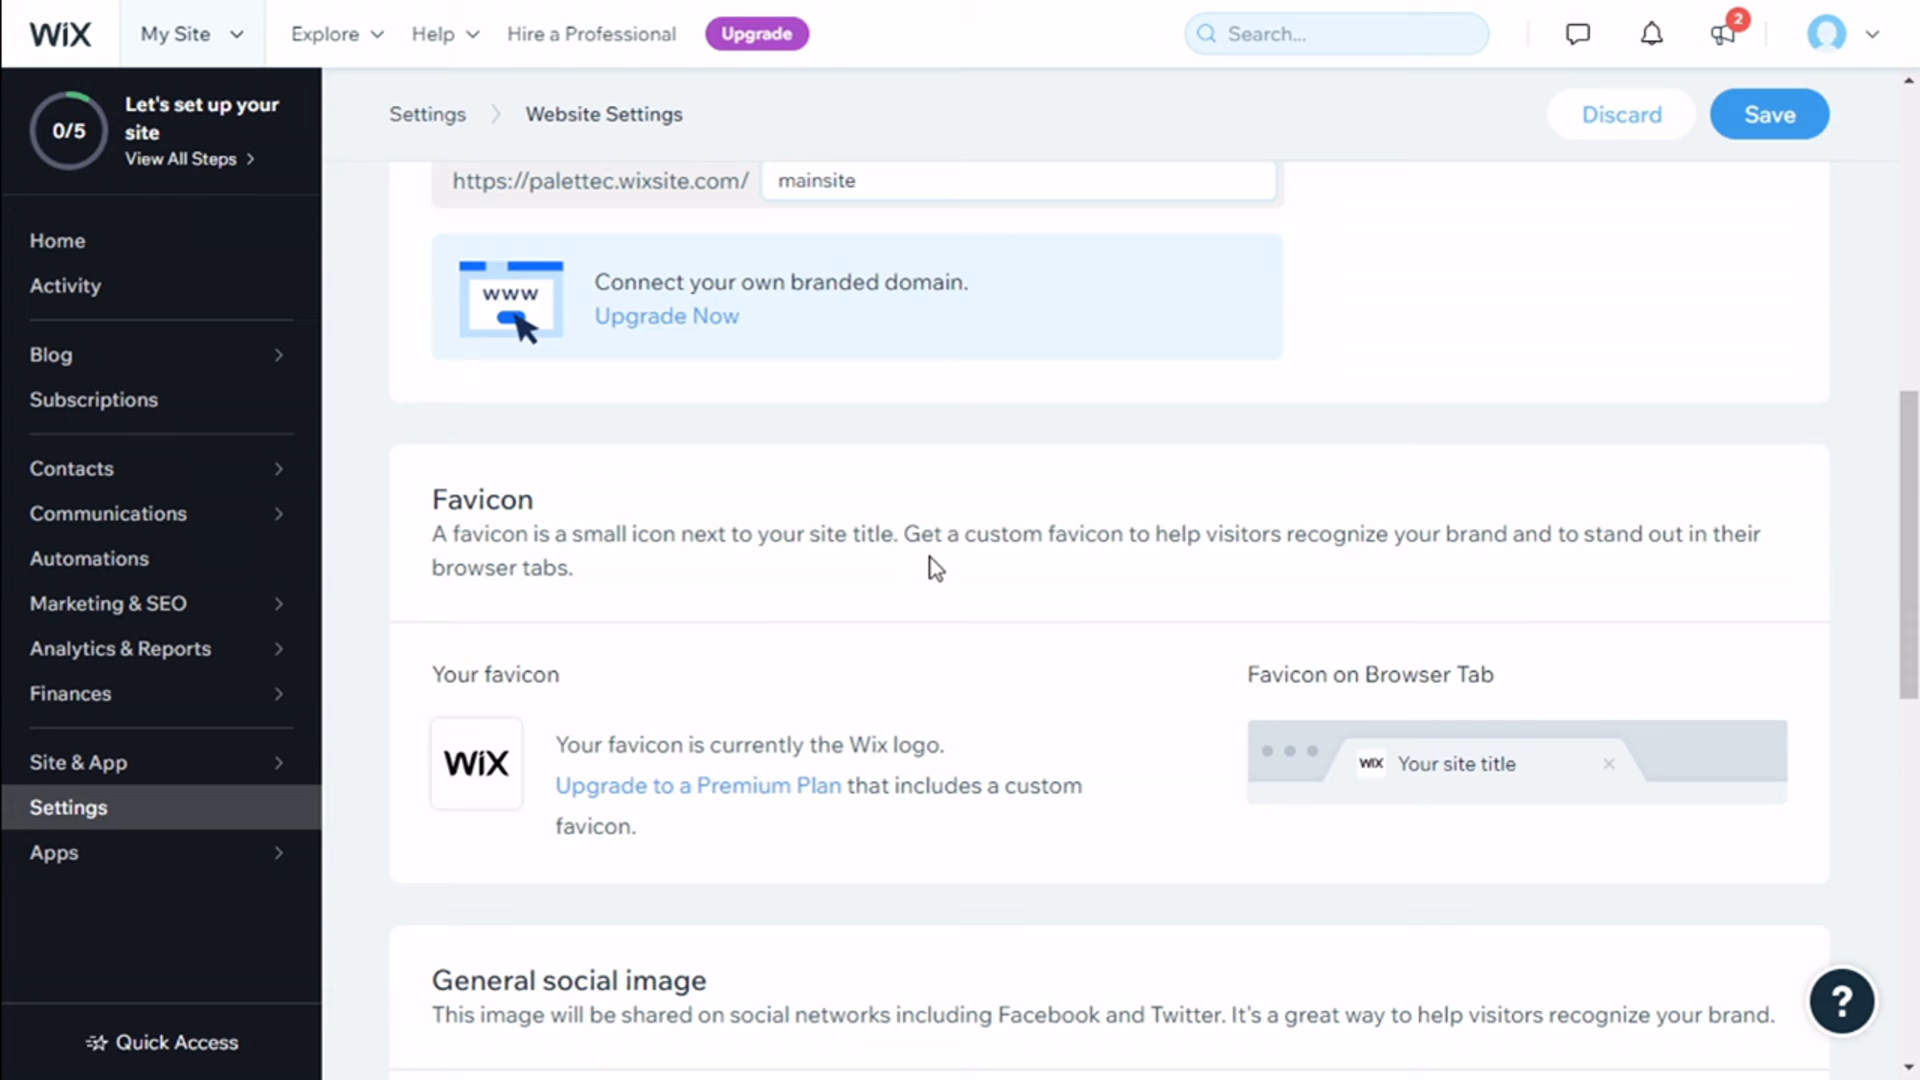 WiX My Site Explore Help Hire a Professional Upgrade Search... 2
0/5 Let's set up your
site
View All Steps
Home
Activity
Blog
Subscriptions
Contacts
Communications
Automations
Marketing & SEO
Analytics & Reports
Finances
Site & App
Settings
Apps
Quick Access
Settings Website Settings Discard Save
https://palettec.wixsite.com/ mainsite
www
Connect your own branded domain.
Upgrade Now
Favicon
A favicon is a small icon next to your site title. Get a custom favicon to help visitors recognize your brand and to stand out in their
browser tabs.
Your favicon
WiX
Your favicon is currently the Wix logo.
Upgrade to a Premium Plan that includes a custom
favicon.
Favicon on Browser Tab
WiX Your site title ×
General social image
This image will be shared on social networks including Facebook and Twitter. It's a great way to help visitors recognize your brand.
?